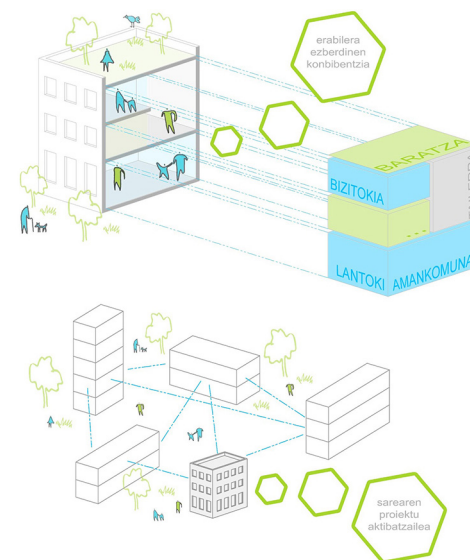 erabilera
ezberdinen
konbibentzia
BARATZA
BIZITOKIA
...
LANTOKI AMANKOMUNA
sarearen
proiektu
aktibatzailea